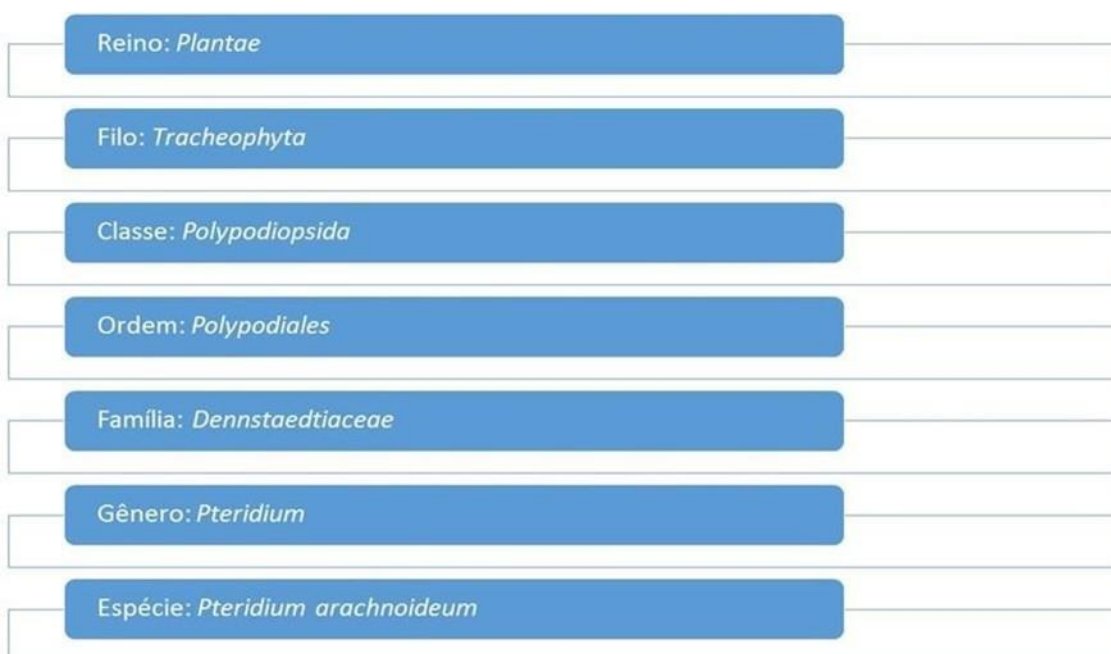 Reino: Plantae
Filo: Tracheophyta
Classe: Polypodiopsida
Ordem: Polypodiales
Família: Dennstaedtiaceae
Gênero: Pteridium
Espécie: Pteridium arachnoideum